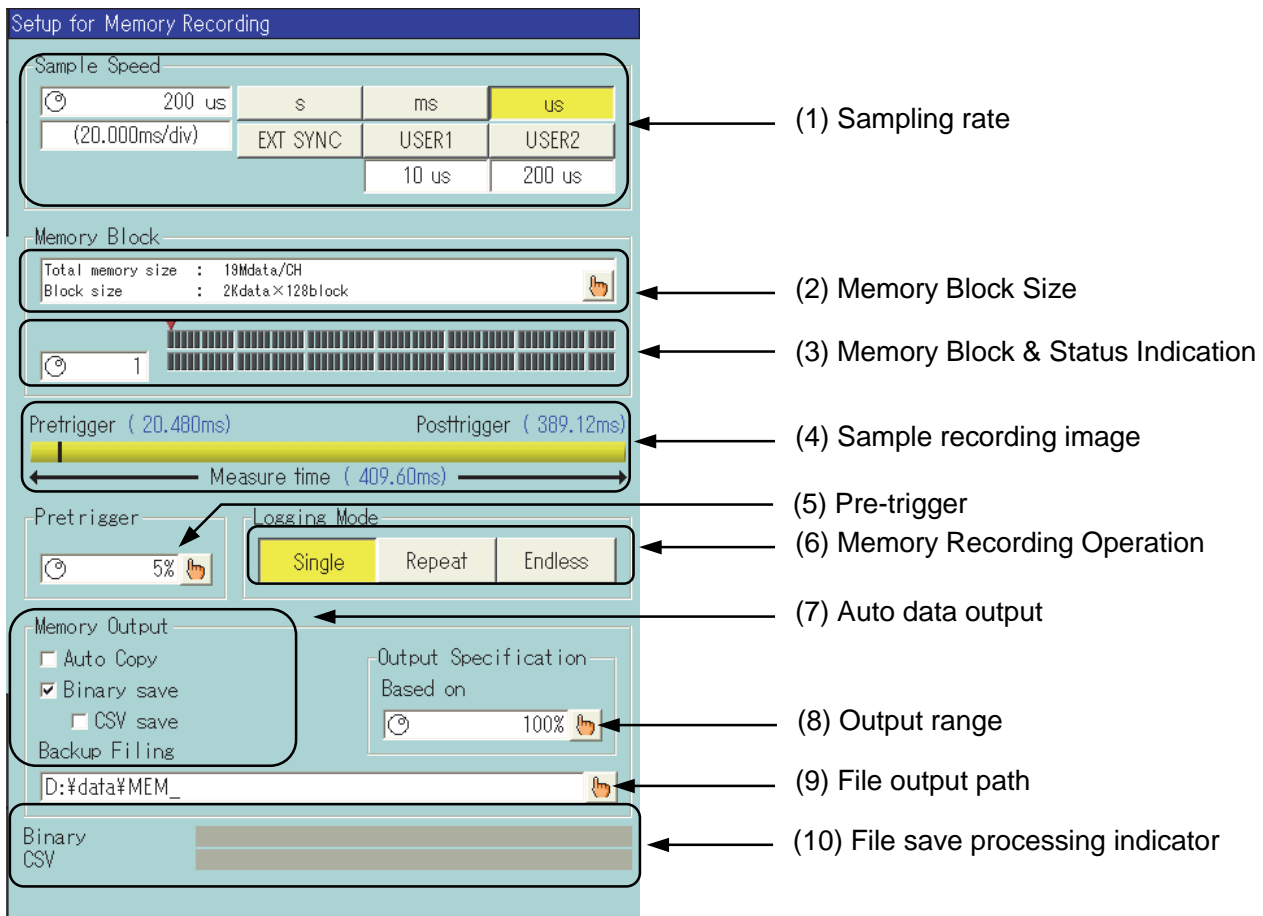 Setup for Memory Recording
Sample Speed
200 us
s
ms
us
(20.000ms/div)
EXT SYNC
USER1
USER2
10 us
200 us
(1) Sampling rate
Memory Block
Total memory size : 19Mdata/CH
Block size : 2Kdata×128block
(2) Memory Block Size
1
(3) Memory Block & Status Indication
Pretrigger ( 20.480ms)
Posttrigger ( 389.12ms)
Measure time ( 409.60ms)
(4) Sample recording image
Pretrigger
5%
(5) Pre-trigger
Logging Mode
Single
Repeat
Endless
(6) Memory Recording Operation
(7) Auto data output
Memory Output
Auto Copy
Binary save
CSV save
Output Specification
Based on
100%
(8) Output range
Backup Filing
D:¥data¥MEM_
(9) File output path
Binary
CSV
(10) File save processing indicator